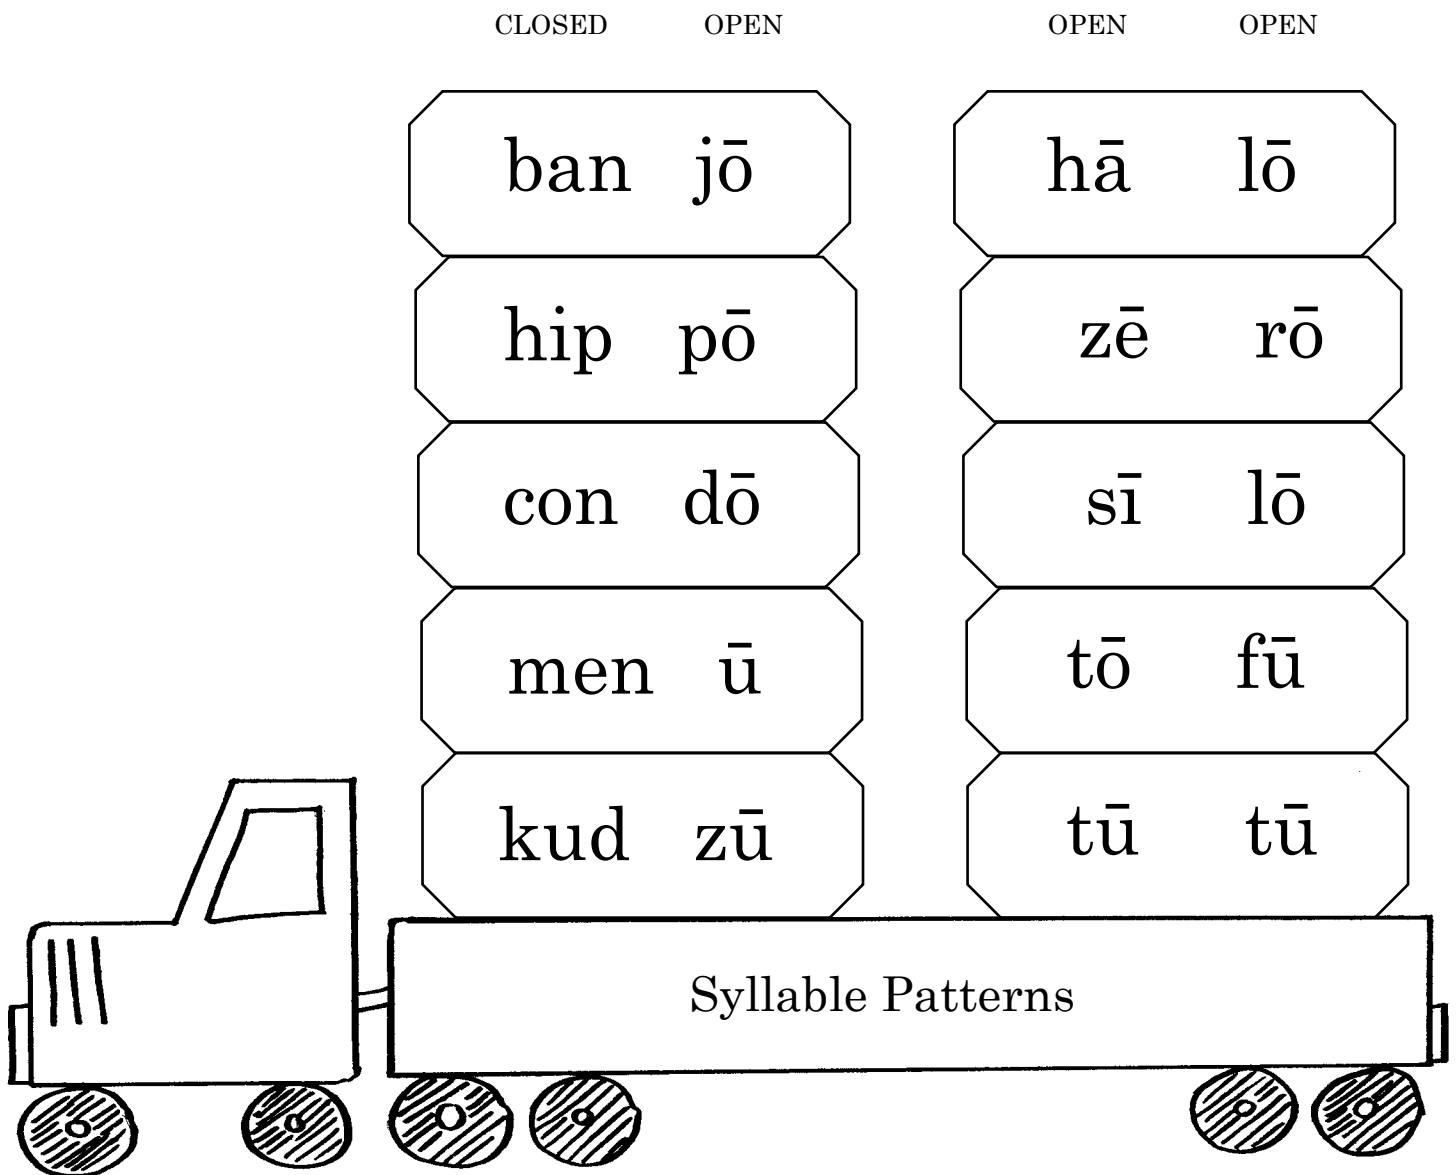 CLOSED OPEN OPEN OPEN
ban jō hā lō
hip pō zē rō
con dō sī lō
men ū tō fū
kud zū tū tū
Syllable Patterns